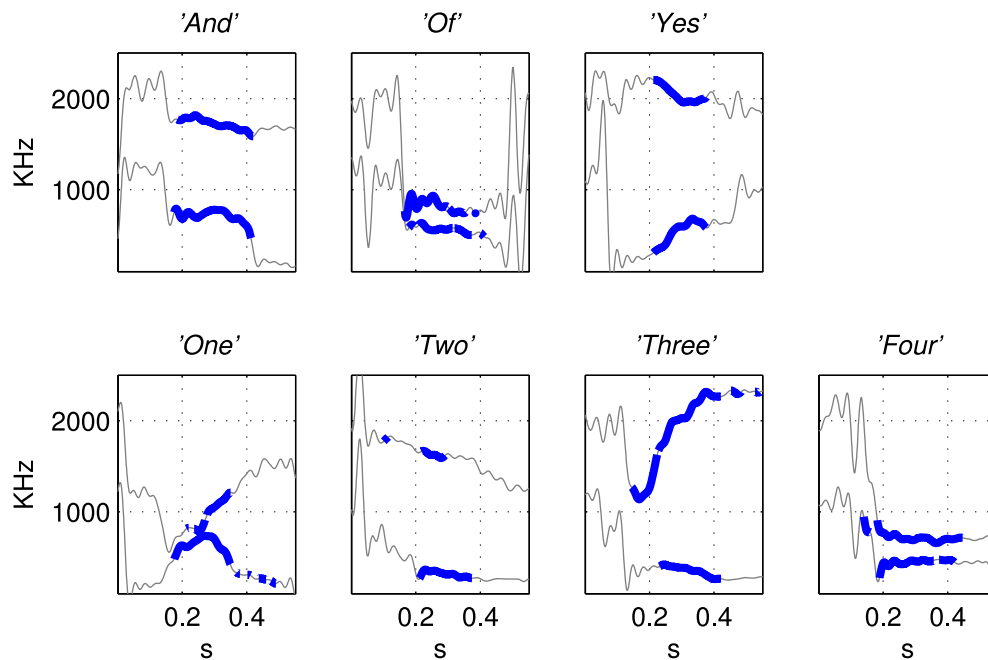 'And' 'Of' 'Yes'
2000
KHz
1000
'One' 'Two' 'Three' 'Four'
2000
KHz
1000
0.2 0.4 0.2 0.4 0.2 0.4 0.2 0.4
s s s s